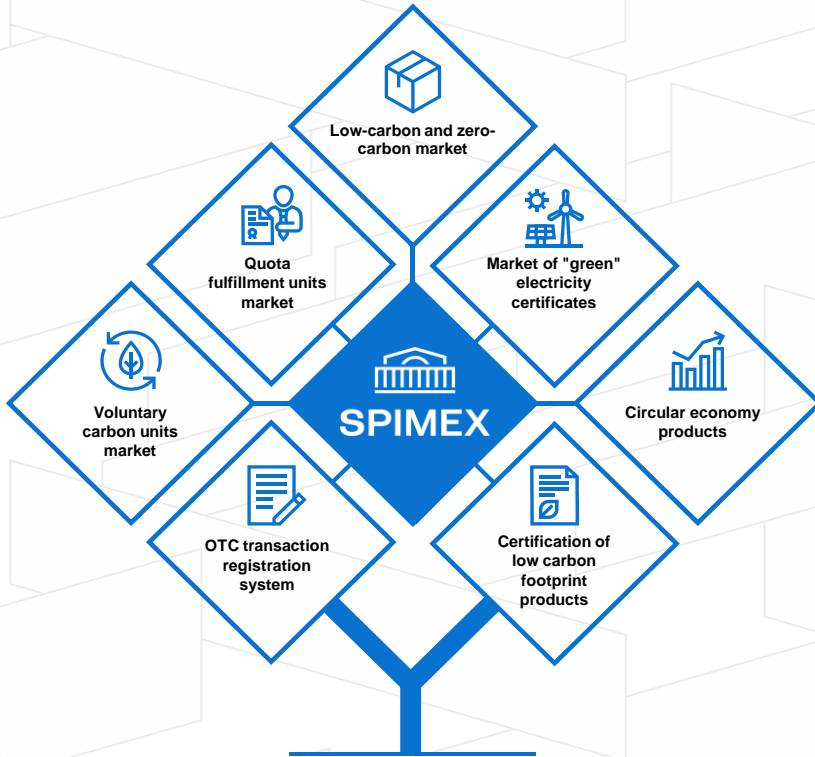 Low-carbon and zero-
carbon market
Quota
fulfillment units
market
Market of "green"
electricity
certificates
Voluntary
carbon units
market
SPIMEX
Circular economy
products
OTC transaction
registration
system
Certification of
low carbon
footprint
products